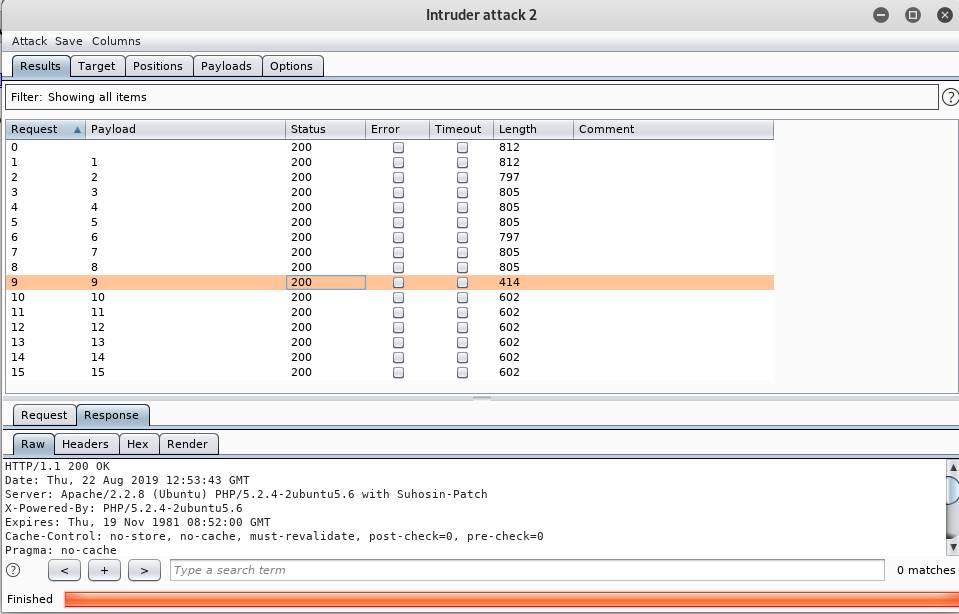 Intruder attack 2
Attack Save Columns
Results Target Positions Payloads Options
Filter: Showing all items ?
Request Payload Status Error Timeout Length Comment
0 200 812
1 1 200 812
2 2 200 797
3 3 200 805
4 4 200 805
5 5 200 805
6 6 200 797
7 7 200 805
8 8 200 805
9 9 200 414
10 10 200 602
11 11 200 602
12 12 200 602
13 13 200 602
14 14 200 602
15 15 200 602
Request Response
Raw Headers Hex Render
HTTP/1.1 200 OK
Date: Thu, 22 Aug 2019 12:53:43 GMT
Server: Apache/2.2.8 (Ubuntu) PHP/5.2.4-2ubuntu5.6 with Suhosin-Patch
X-Powered-By: PHP/5.2.4-2ubuntu5.6
Expires: Thu, 19 Nov 1981 08:52:00 GMT
Cache-Control: no-store, no-cache, must-revalidate, post-check=0, pre-check=0
Pragma: no-cache
? < + > Type a search term 0 matches
Finished